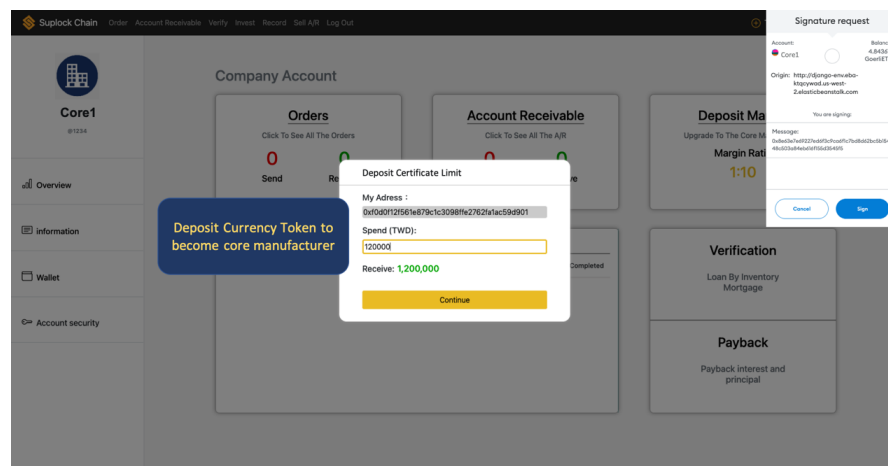 Suplock Chain Order Account Receivable Verify Invest Record Sell A/R Log Out
Core1
@1234
Overview
information
Wallet
Account security
Company Account
Orders
Click To See All The Orders
0 0
Send
Account Receivable
Click To See All The A/R
0 0
Deposit
Upgrade To The Core
Margin
1:10
Completed
Verification
Loan By Inventory
Mortgage
Payback
Payback interest and
principal
Deposit Currency Token to
become core manufacturer
Deposit Certificate Limit
My Adress :
0xf0d0f12f561e879c1c3098ffe2762fa1ac59d901
Spend (TWD):
120000
Receive: 1,200,000
Continue
Signature request
Account:
Core1
Origin: http://django-env.eba-
ktqcywad.us-west-
2.elasticbeanstalk.com
You are signing:
Message:
Cancel
Sign